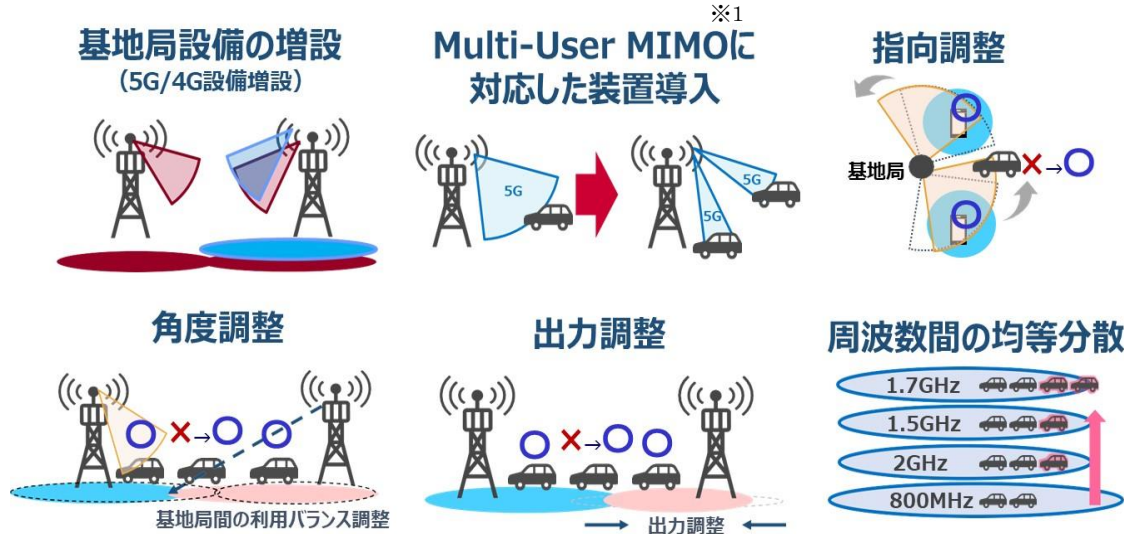 基地局設備の増設
(5G/4G設備増設)
※1
Multi-User MIMOに
対応した装置導入
5G
5G
5G
指向調整
基地局
×→○
角度調整
○ ×→○ ○
基地局間の利用バランス調整
出力調整
○ ×→○ ○
出力調整
周波数間の均等分散
1.7GHz
1.5GHz
2GHz
800MHz